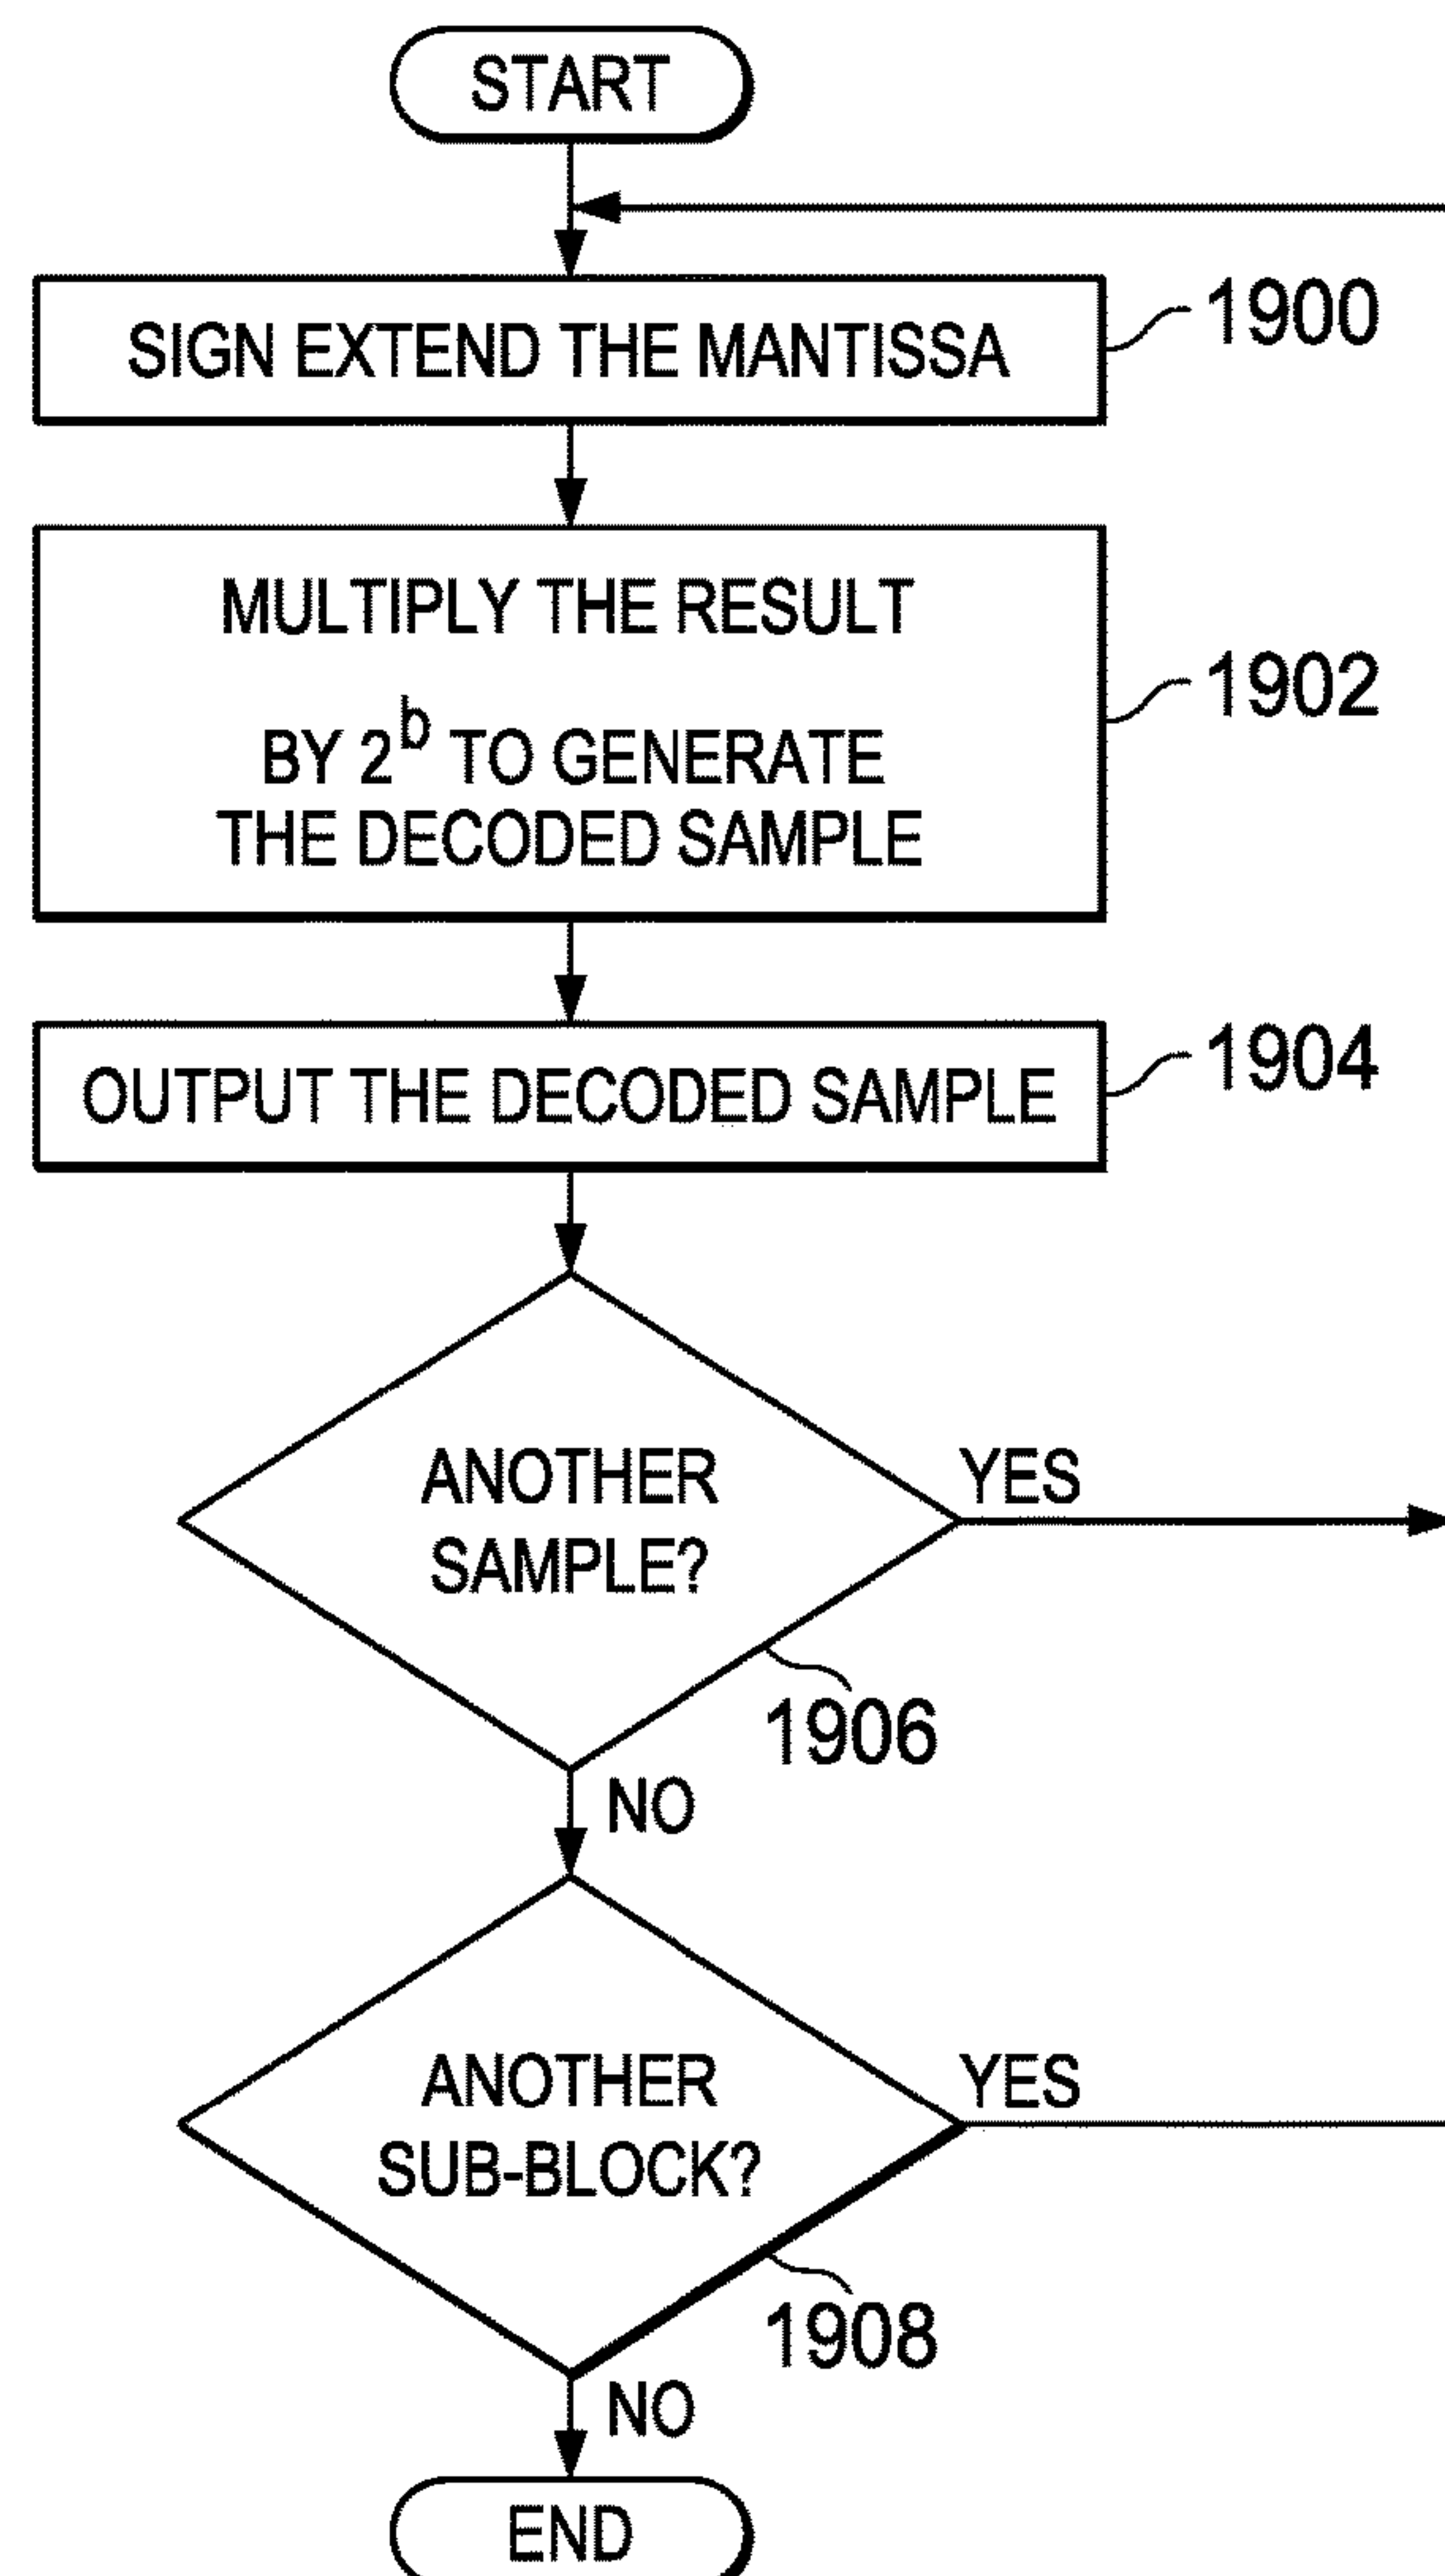 START
SIGN EXTEND THE MANTISSA
1900
MULTIPLY THE RESULT
BY 2^b TO GENERATE
THE DECODED SAMPLE
1902
OUTPUT THE DECODED SAMPLE
1904
ANOTHER
SAMPLE?
YES
1906
NO
ANOTHER
SUB-BLOCK?
YES
1908
NO
END